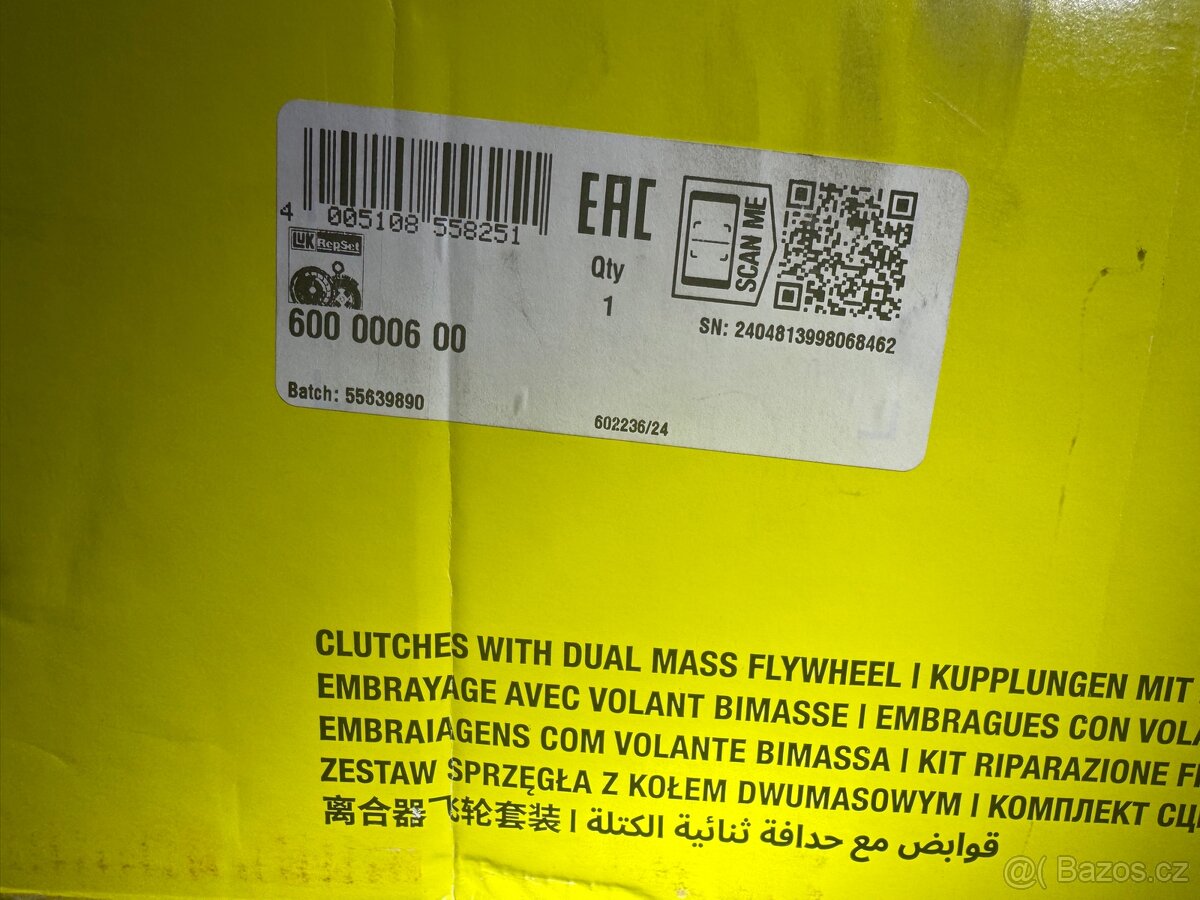 4 005108 558251
EAC
SCAN ME
LUK RepSet
Qty
1
600 0006 00
SN: 2404813998068462
Batch: 55639890
602236/24
CLUTCHES WITH DUAL MASS FLYWHEEL | KUPPLUNGEN MIT
EMBRAYAGE AVEC VOLANT BIMASSE | EMBRAGUES CON VOLA
EMBRAIAGENS COM VOLANTE BIMASSA | KIT RIPARAZIONE F
ZESTAW SPRZĘGŁA Z KOŁEM DWUMASOWYM | КОМПЛЕКТ СЦ
离合器飞轮套装 | قوابض مع حدافة ثنائية الكتلة
@( Bazos.cz